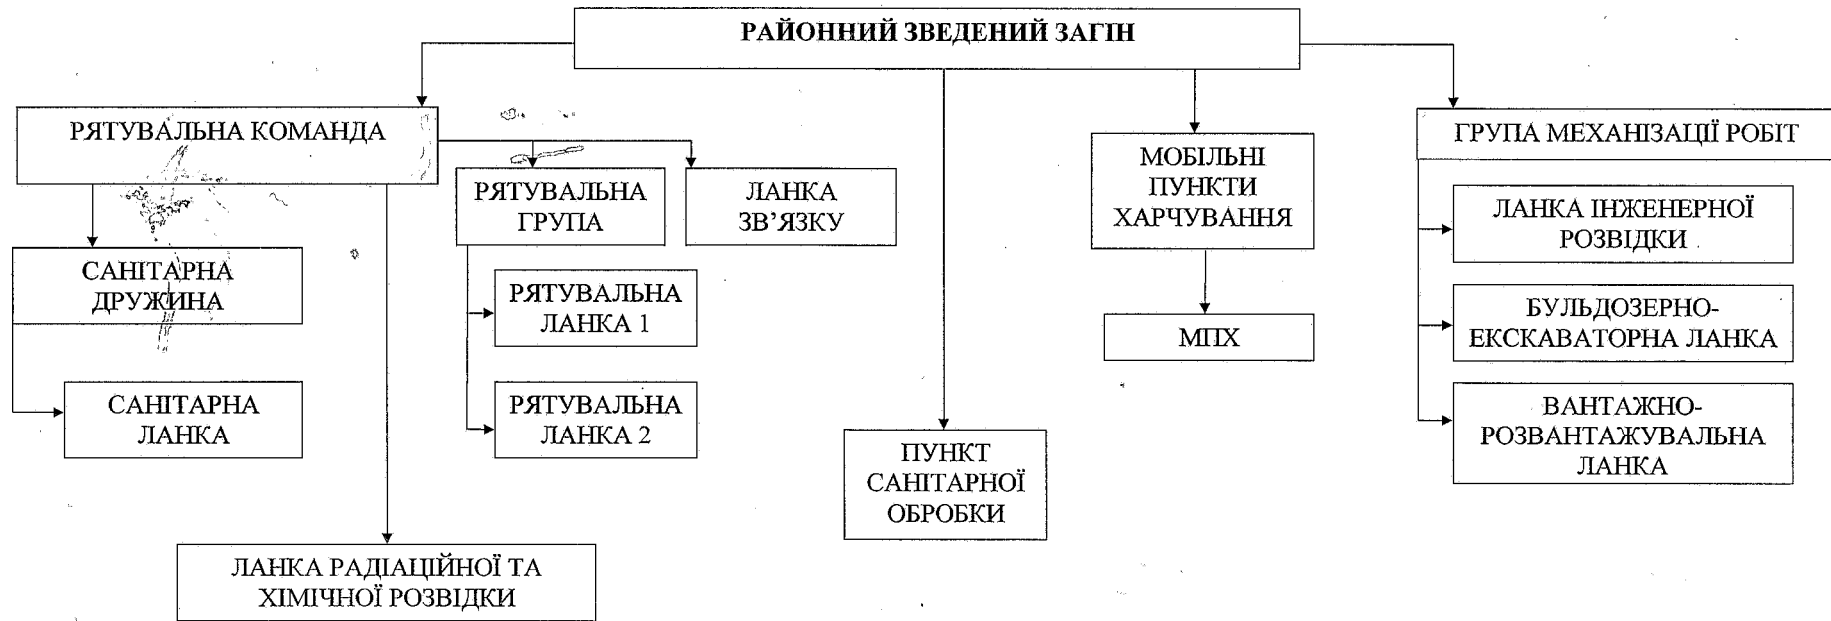 РАЙОННИЙ ЗВЕДЕНИЙ ЗАГІН
РЯТУВАЛЬНА КОМАНДА
ГРУПА МЕХАНІЗАЦІЇ РОБІТ
МОБІЛЬНІ
ПУНКТИ
ХАРЧУВАННЯ
РЯТУВАЛЬНА
ГРУПА
ЛАНКА
ЗВ’ЯЗКУ
ЛАНКА ІНЖЕНЕРНОЇ
РОЗВІДКИ
САНІТАРНА
ДРУЖИНА
РЯТУВАЛЬНА
ЛАНКА 1
БУЛЬДОЗЕРНО-
ЕКСКАВАТОРНА ЛАНКА
МПХ
САНІТАРНА
ЛАНКА
РЯТУВАЛЬНА
ЛАНКА 2
ВАНТАЖНО-
РОЗВАНТАЖУВАЛЬНА
ЛАНКА
ПУНКТ
САНІТАРНОЇ
ОБРОБКИ
ЛАНКА РАДІАЦІЙНОЇ ТА
ХІМІЧНОЇ РОЗВІДКИ